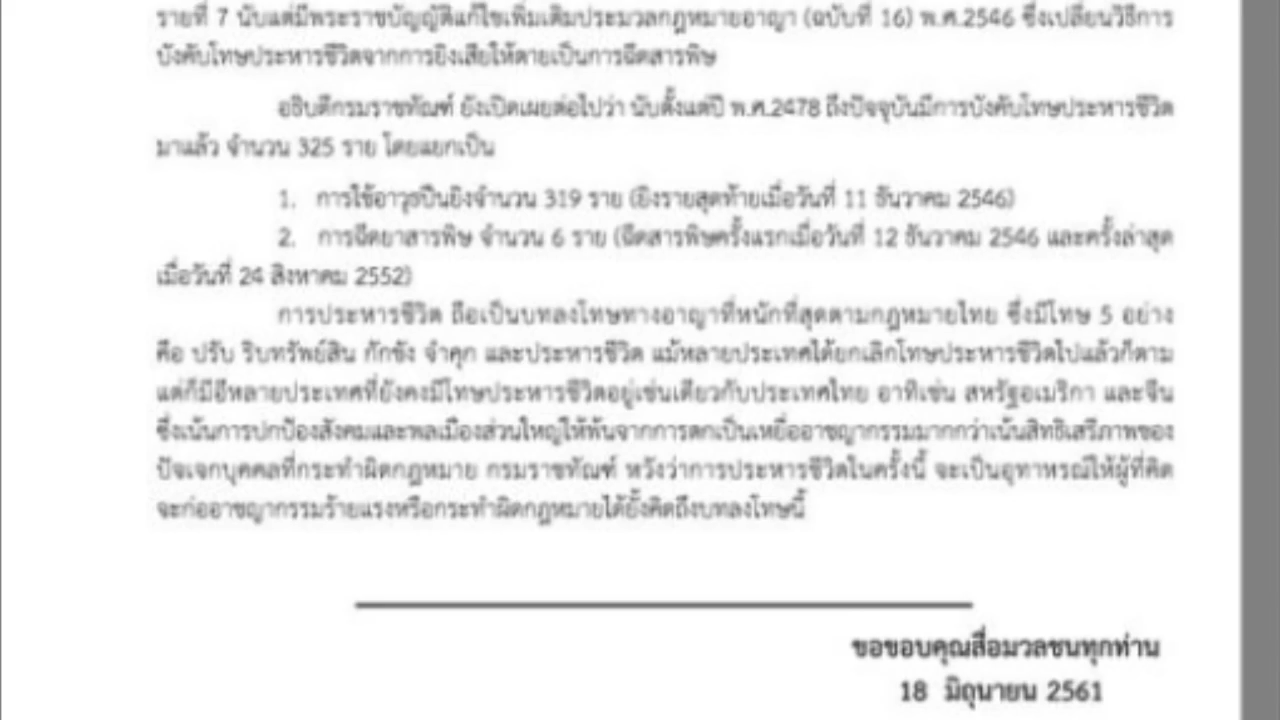 รายที่ 7 นับแต่มีพระราชบัญญัติแก้ไขเพิ่มเติมประมวลกฎหมายอาญา (ฉบับที่ 16) พ.ศ.2546 ซึ่งเปลี่ยนวิธีการ
บังคับโทษประหารชีวิตจากการยิงเสียให้ตายเป็นการฉีดสารพิษ
อธิบดีกรมราชทัณฑ์ ยังเปิดเผยต่อไปว่า นับตั้งแต่ปี พ.ศ.2478 ถึงปัจจุบันมีการบังคับโทษประหารชีวิต
มาแล้ว จำนวน 325 ราย โดยแยกเป็น
1. การใช้อาวุธปืนยิงจำนวน 319 ราย (ยิงรายสุดท้ายเมื่อวันที่ 11 ธันวาคม 2546)
2. การฉีดยาสารพิษ จำนวน 6 ราย (ฉีดสารพิษครั้งแรกเมื่อวันที่ 12 ธันวาคม 2546 และครั้งล่าสุด
เมื่อวันที่ 24 สิงหาคม 2552)
การประหารชีวิต ถือเป็นบทลงโทษทางอาญาที่หนักที่สุดตามกฎหมายไทย ซึ่งมีโทษ 5 อย่าง
คือ ปรับ ริบทรัพย์สิน กักขัง จำคุก และประหารชีวิต แม้หลายประเทศได้ยกเลิกโทษประหารชีวิตไปแล้วก็ตาม
แต่ก็มีอีหลายประเทศที่ยังคงมีโทษประหารชีวิตอยู่เช่นเดียวกับประเทศไทย อาทิเช่น สหรัฐอเมริกา และจีน
ซึ่งเน้นการปกป้องสังคมและพลเมืองส่วนใหญ่ให้พ้นจากการตกเป็นเหยื่ออาชญากรรมมากกว่าเน้นสิทธิเสรีภาพของ
ปัจเจกบุคคลที่กระทำผิดกฎหมาย กรมราชทัณฑ์ หวังว่าการประหารชีวิตในครั้งนี้ จะเป็นอุทาหรณ์ให้ผู้ที่คิด
จะก่ออาชญากรรมร้ายแรงหรือกระทำผิดกฎหมายได้ยั้งคิดถึงบทลงโทษนี้
ขอขอบคุณสื่อมวลชนทุกท่าน
18 มิถุนายน 2561